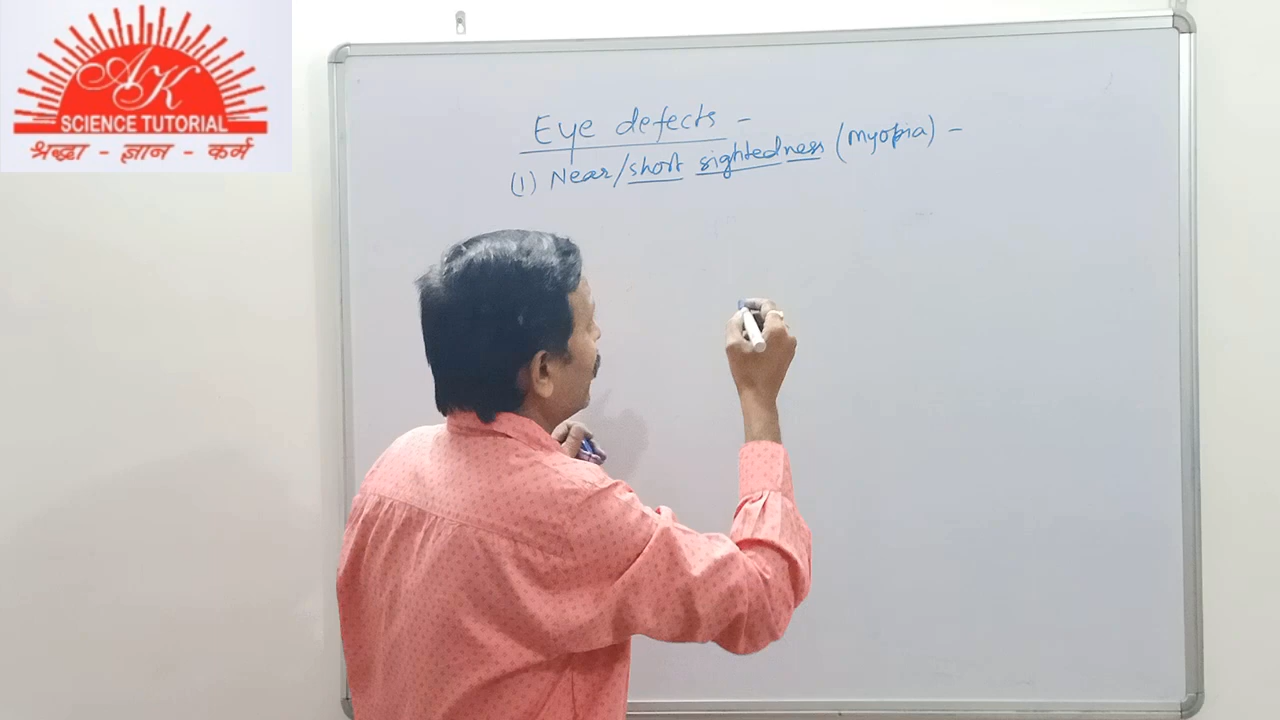 AK
SCIENCE TUTORIAL
श्रद्धा - ज्ञान - कर्म
Eye defects -
(1) Near/short sightedness (Myopia) -